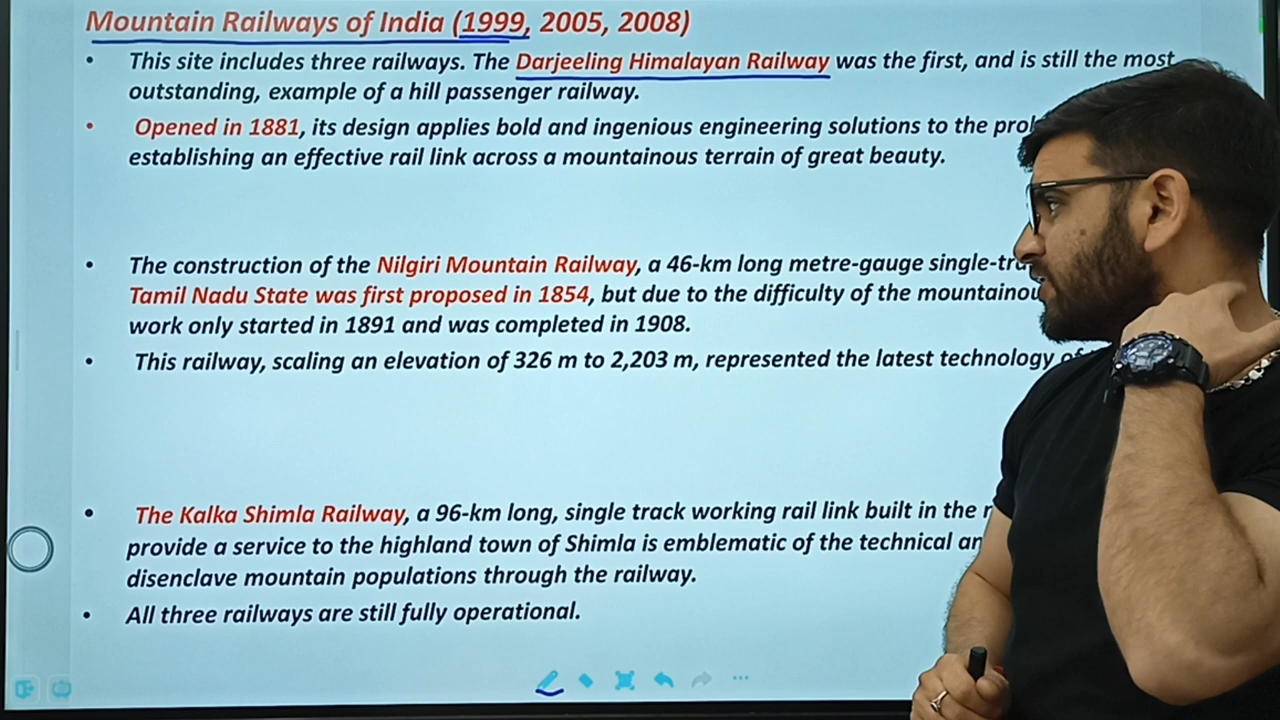 Mountain Railways of India (1999, 2005, 2008)
• This site includes three railways. The Darjeeling Himalayan Railway was the first, and is still the most
outstanding, example of a hill passenger railway.
• Opened in 1881, its design applies bold and ingenious engineering solutions to the
establishing an effective rail link across a mountainous terrain of great beauty.
• The construction of the Nilgiri Mountain Railway, a 46-km long metre-gauge
Tamil Nadu State was first proposed in 1854, but due to the difficulty of the
work only started in 1891 and was completed in 1908.
• This railway, scaling an elevation of 326 m to 2,203 m, represented the latest technology
• The Kalka Shimla Railway, a 96-km long, single track working rail link built in the
provide a service to the highland town of Shimla is emblematic of the technical
disenclave mountain populations through the railway.
• All three railways are still fully operational.